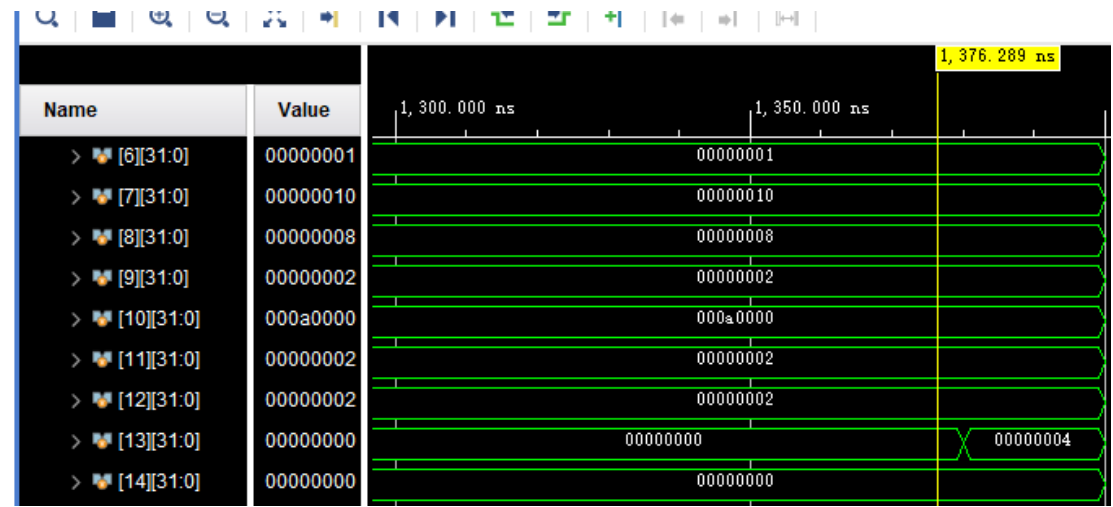 1, 376. 289 ns
Name Value 1, 300. 000 ns 1, 350. 000 ns
[6][31:0] 00000001 00000001
[7][31:0] 00000010 00000010
[8][31:0] 00000008 00000008
[9][31:0] 00000002 00000002
[10][31:0] 000a0000 000a0000
[11][31:0] 00000002 00000002
[12][31:0] 00000002 00000002
[13][31:0] 00000000 00000000 00000004
[14][31:0] 00000000 00000000